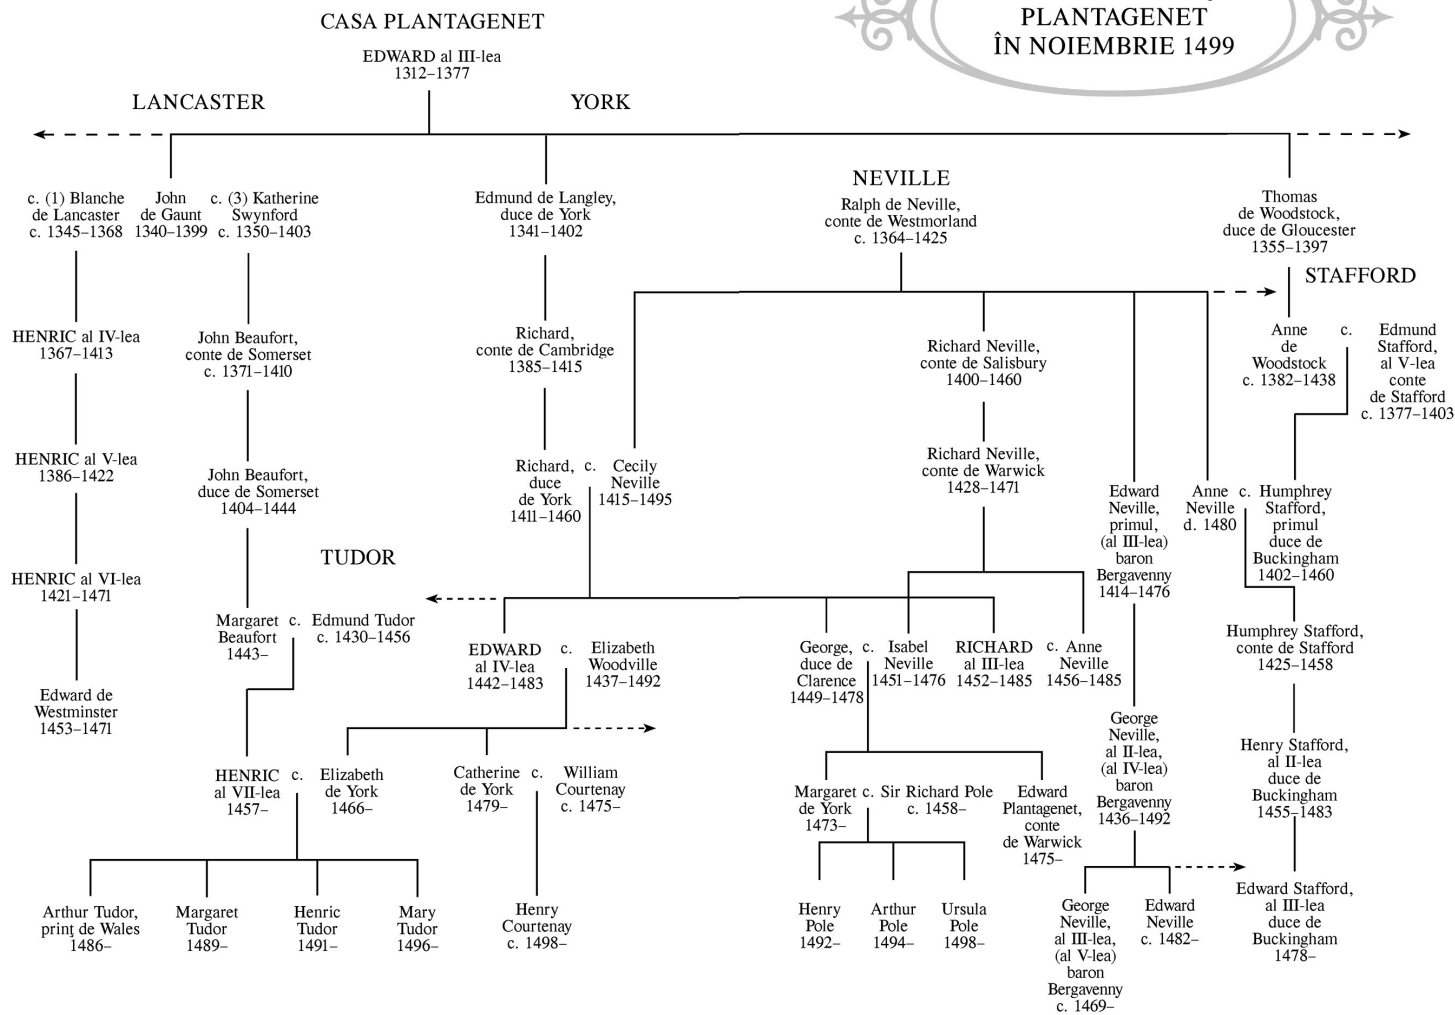 CASA PLANTAGENET
PLANTAGENET
ÎN NOIEMBRIE 1499
EDWARD al III-lea
1312–1377
LANCASTER
YORK
c. (1) Blanche
de Lancaster
c. 1345–1368
John
de Gaunt
1340–1399
c. (3) Katherine
Swynford
c. 1350–1403
Edmund de Langley,
duce de York
1341–1402
NEVILLE
Ralph de Neville,
conte de Westmorland
c. 1364–1425
Thomas
de Woodstock,
duce de Gloucester
1355–1397
STAFFORD
HENRIC al IV-lea
1367–1413
John Beaufort,
conte de Somerset
c. 1371–1410
Richard,
conte de Cambridge
1385–1415
Richard Neville,
conte de Salisbury
1400–1460
Anne
de
Woodstock
c. 1382–1438
c.
Edmund
Stafford,
al V-lea
conte
de Stafford
c. 1377–1403
HENRIC al V-lea
1386–1422
John Beaufort,
duce de Somerset
1404–1444
Richard,
duce
de York
1411–1460
c.
Cecily
Neville
1415–1495
Richard Neville,
conte de Warwick
1428–1471
Edward
Neville,
primul,
(al III-lea)
baron
Bergavenny
1414–1476
Anne
Neville
d. 1480
c.
Humphrey
Stafford,
primul
duce de
Buckingham
1402–1460
TUDOR
HENRIC al VI-lea
1421–1471
Margaret
Beaufort
1443–
c.
Edmund Tudor
c. 1430–1456
EDWARD
al IV-lea
1442–1483
c.
Elizabeth
Woodville
1437–1492
George,
duce de
Clarence
1449–1478
c.
Isabel
Neville
1451–1476
RICHARD
al III-lea
1452–1485
c.
Anne
Neville
1456–1485
Humphrey Stafford,
conte de Stafford
1425–1458
Edward de
Westminster
1453–1471
George
Neville,
al II-lea,
(al IV-lea)
baron
Bergavenny
1436–1492
Henry Stafford,
al II-lea
duce de
Buckingham
1455–1483
HENRIC
al VII-lea
1457–
c.
Elizabeth
de York
1466–
Catherine
de York
1479–
c.
William
Courtenay
c. 1475–
Margaret
de York
1473–
c.
Sir Richard Pole
c. 1458–
Edward
Plantagenet,
conte
de Warwick
1475–
Arthur Tudor,
prinţ de Wales
1486–
Margaret
Tudor
1489–
Henric
Tudor
1491–
Mary
Tudor
1496–
Henry
Courtenay
c. 1498–
Henry
Pole
1492–
Arthur
Pole
1494–
Ursula
Pole
1498–
George
Neville,
al III-lea,
(al V-lea)
baron
Bergavenny
c. 1469–
Edward
Neville
c. 1482–
Edward Stafford,
al III-lea
duce de
Buckingham
1478–